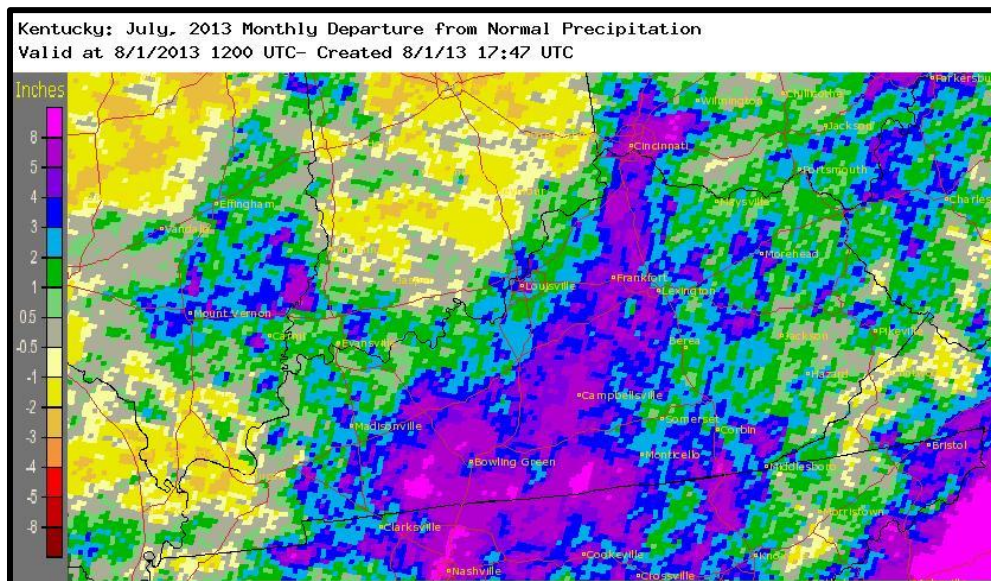 Kentucky: July, 2013 Monthly Departure from Normal Precipitation
Valid at 8/1/2013 1200 UTC- Created 8/1/13 17:47 UTC
Inches
8
5
4
3
2
1
0.5
-0.5
-1
-2
-3
-4
-5
-8
Parkersbu
Wilmington
Chillicothe
Jackson
Cincinnati
Portsmouth
Effingham
Maysville
Charles
Vandalia
Morehead
Frankfort
Louisville
Lexington
Mount Vernon
Carmi
Evansville
Berea
Jackson
Pikeville
Hazard
Campbellsville
Madisonville
Somerset
Corbin
Bristol
Monticello
Bowling Green
Middlesboro
Morristown
Clarksville
Cookeville
Kno
Nashville
Crossville